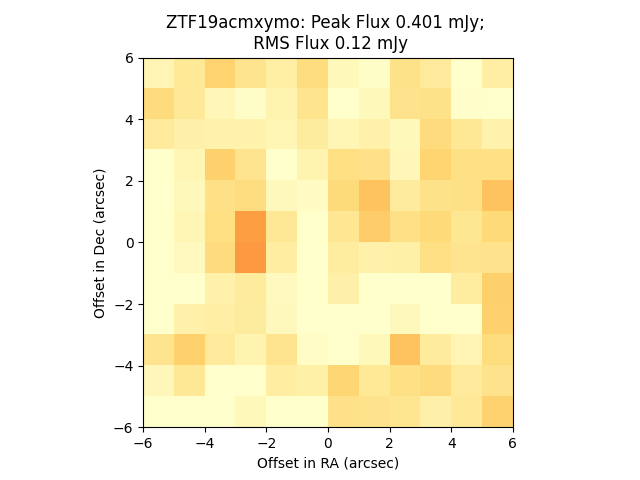 ZTF19acmxymo: Peak Flux 0.401 mJy;
RMS Flux 0.12 mJy
6
4
2
0
−2
−4
−6
Offset in Dec (arcsec)
−6 −4 −2 0 2 4 6
Offset in RA (arcsec)